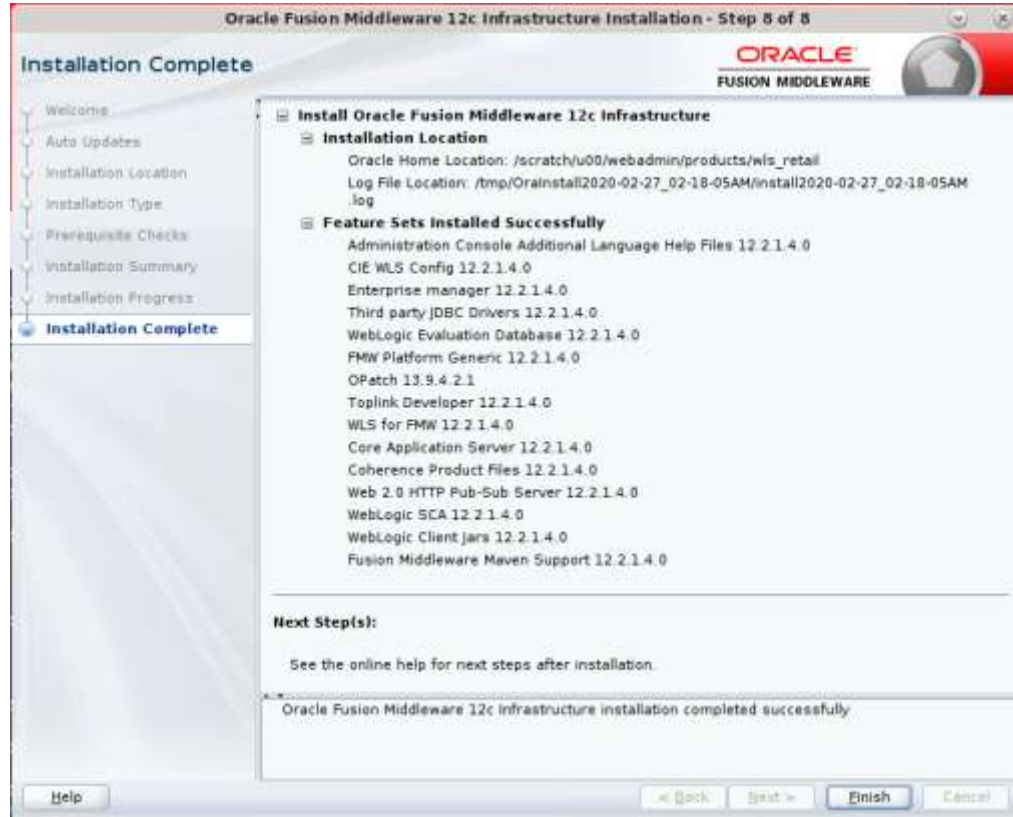 Oracle Fusion Middleware 12c Infrastructure Installation - Step 8 of 8
Installation Complete
ORACLE
FUSION MIDDLEWARE
Welcome
Auto Updates
Installation Location
Installation Type
Prerequisite Checks
Installation Summary
Installation Progress
Installation Complete
Install Oracle Fusion Middleware 12c Infrastructure
Installation Location
Oracle Home Location: /scratch/u00/webadmin/products/wls_retail
Log File Location: /tmp/OraInstall2020-02-27_02-18-05AM/install2020-02-27_02-18-05AM
.log
Feature Sets Installed Successfully
Administration Console Additional Language Help Files 12.2.1.4.0
CIE WLS Config 12.2.1.4.0
Enterprise manager 12.2.1.4.0
Third party JDBC Drivers 12.2.1.4.0
WebLogic Evaluation Database 12.2.1.4.0
FMW Platform Generic 12.2.1.4.0
OPatch 13.9.4.2.1
Toplink Developer 12.2.1.4.0
WLS for FMW 12.2.1.4.0
Core Application Server 12.2.1.4.0
Coherence Product Files 12.2.1.4.0
Web 2.0 HTTP Pub-Sub Server 12.2.1.4.0
WebLogic SCA 12.2.1.4.0
WebLogic Client Jars 12.2.1.4.0
Fusion Middleware Maven Support 12.2.1.4.0
Next Step(s):
See the online help for next steps after installation.
Oracle Fusion Middleware 12c Infrastructure installation completed successfully
Help
< Back
Next >
Finish
Cancel